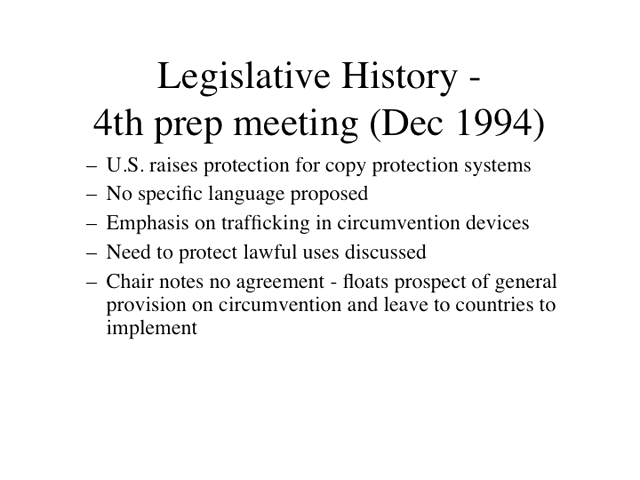 Legislative History -
4th prep meeting (Dec 1994)
– U.S. raises protection for copy protection systems
– No specific language proposed
– Emphasis on trafficking in circumvention devices
– Need to protect lawful uses discussed
– Chair notes no agreement - floats prospect of general
provision on circumvention and leave to countries to
implement